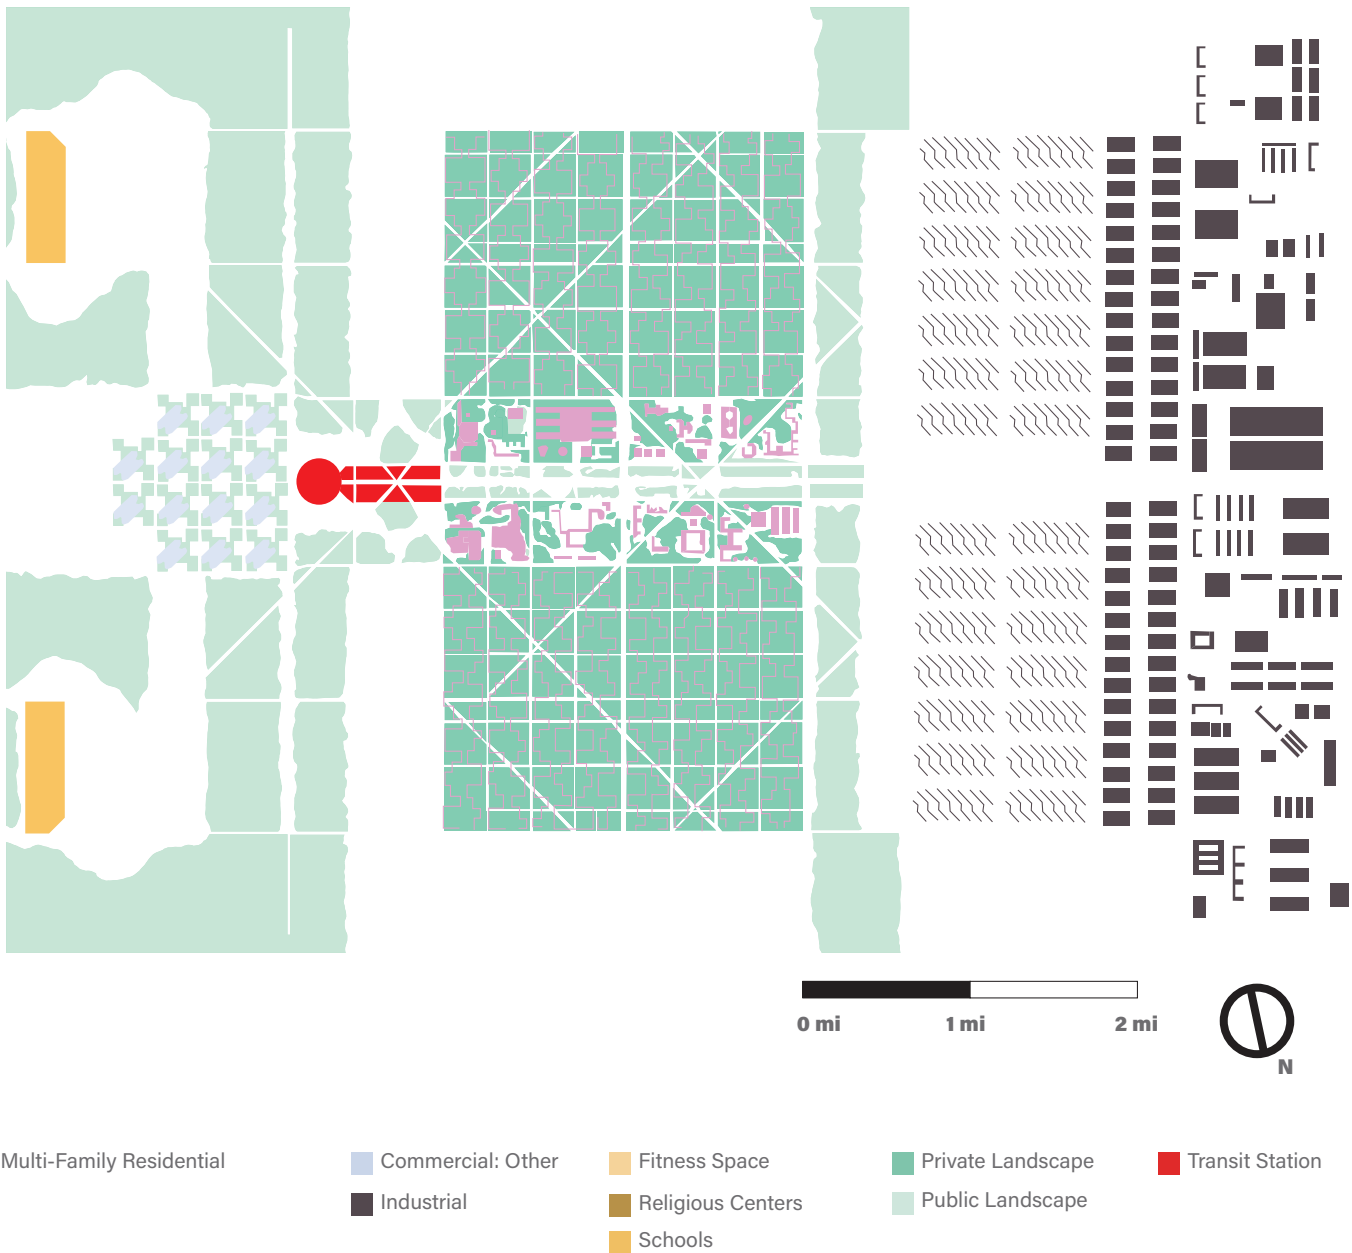 0 mi 1 mi 2 mi
N
Multi-Family Residential Commercial: Other Fitness Space Private Landscape Transit Station
Industrial Religious Centers Public Landscape
Schools